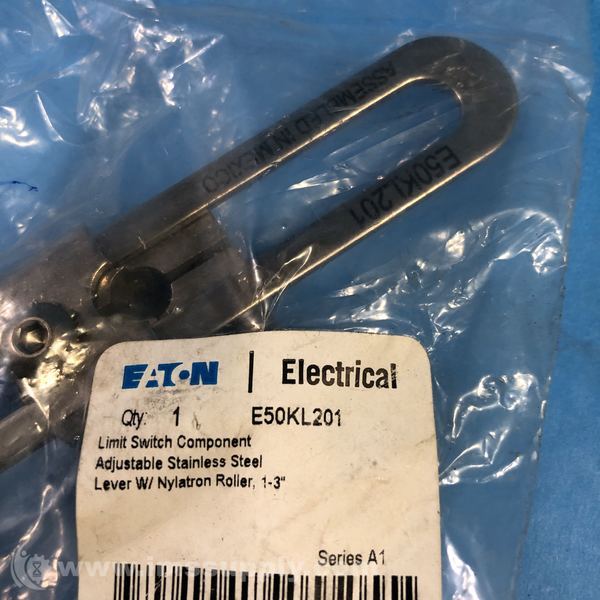 ASSEMBLED IN MEXICO
E50KL201
EATON | Electrical
Qty: 1 E50KL201
Limit Switch Component
Adjustable Stainless Steel
Lever W/ Nylatron Roller, 1-3"
Series A1